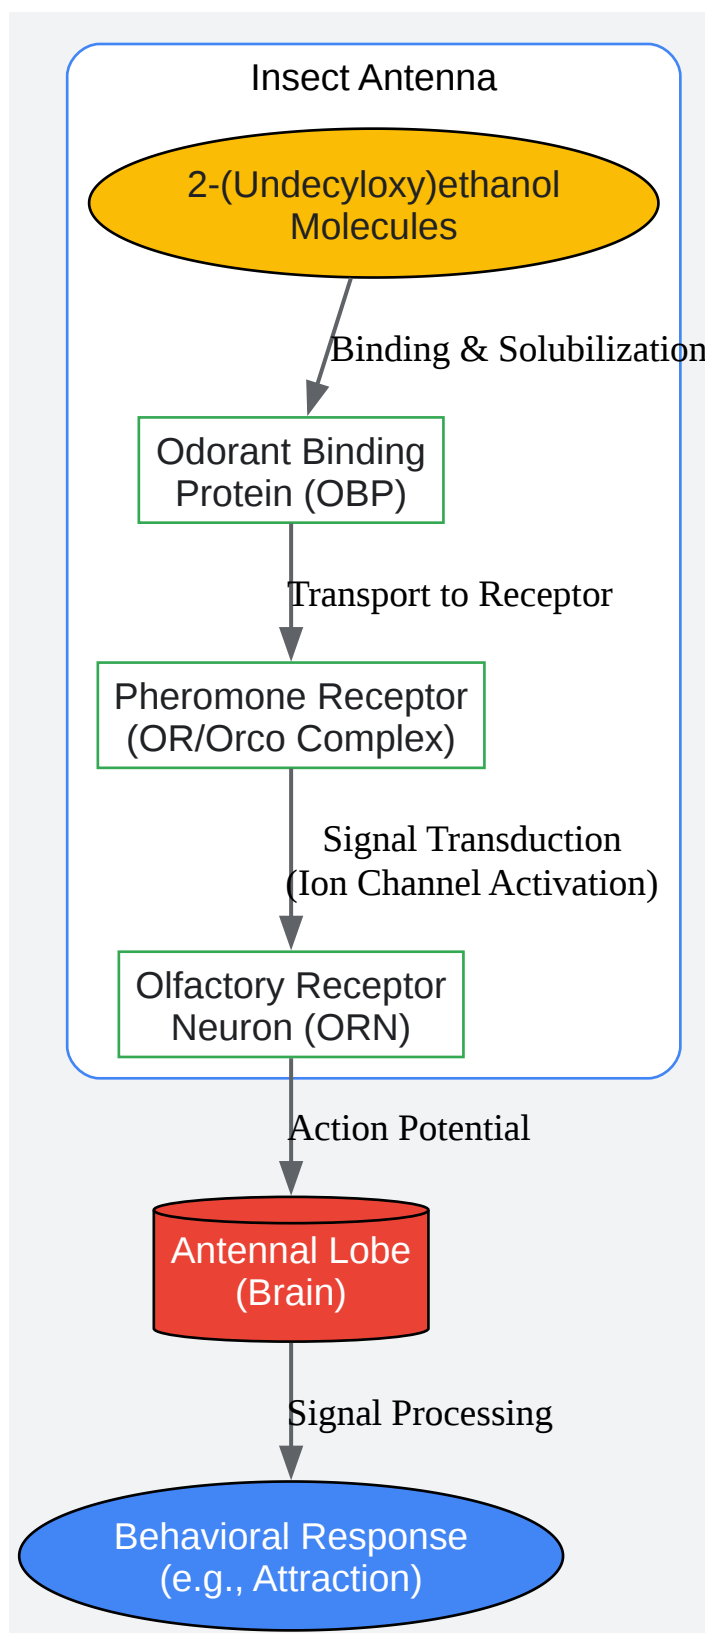 Insect Antenna
2-(Undecyloxy)ethanol
Molecules
Binding & Solubilization
Odorant Binding
Protein (OBP)
Transport to Receptor
Pheromone Receptor
(OR/Orco Complex)
Signal Transduction
(Ion Channel Activation)
Olfactory Receptor
Neuron (ORN)
Action Potential
Antennal Lobe
(Brain)
Signal Processing
Behavioral Response
(e.g., Attraction)